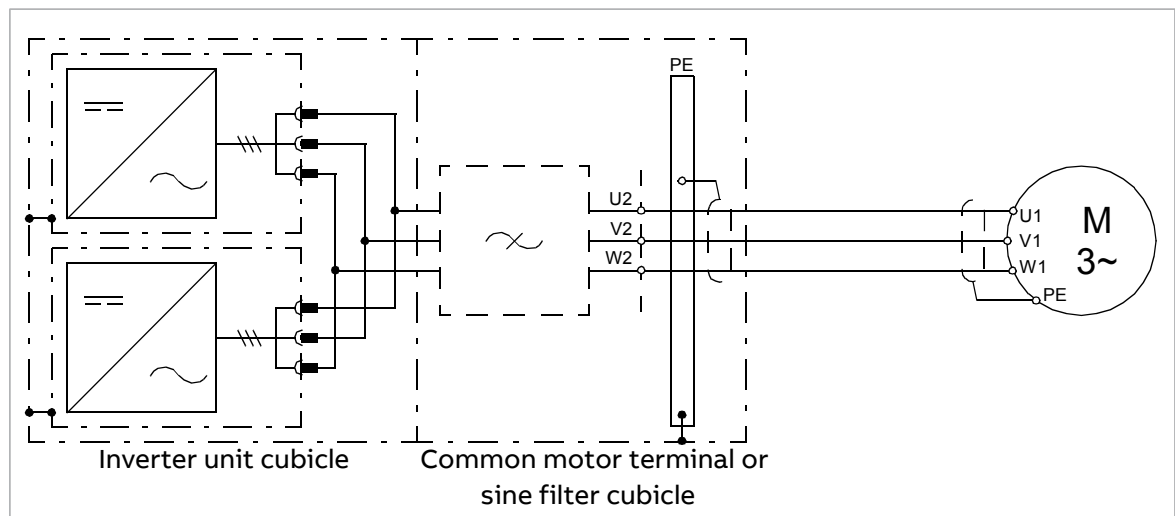 PE
U2
V2
W2
U1
V1
W1
PE
M
3~
Inverter unit cubicle
Common motor terminal or
sine filter cubicle